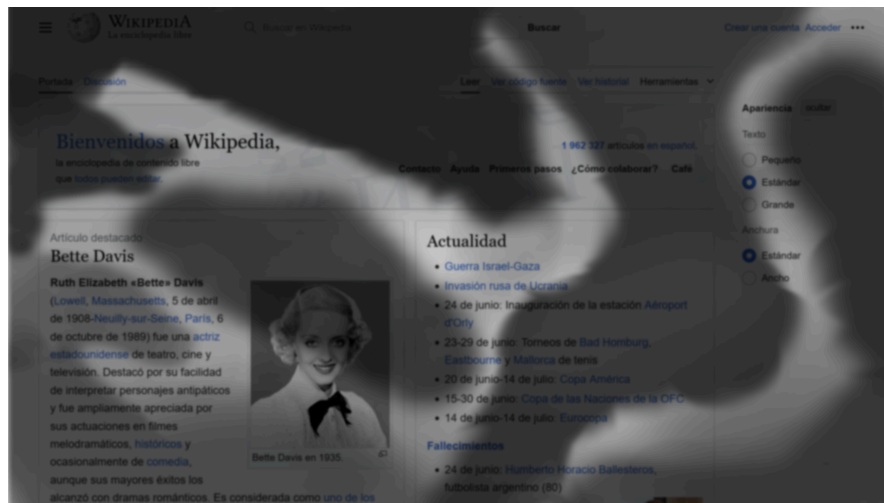 WIKIPEDIA
La enciclopedia libre
Buscar en Wikipedia
Buscar
Crear una cuenta Acceder •••
Portada Discusión
Leer Ver código fuente Ver historial Herramientas
Bienvenidos a Wikipedia,
la enciclopedia de contenido libre
que todos pueden editar.
1 962 327 artículos en español.
Contacto Ayuda Primeros pasos ¿Cómo colaborar? Café
Artículo destacado
Bette Davis
Ruth Elizabeth «Bette» Davis
(Lowell, Massachusetts, 5 de abril
de 1908-Neuilly-sur-Seine, París, 6
de octubre de 1989) fue una actriz
estadounidense de teatro, cine y
televisión. Destacó por su facilidad
de interpretar personajes antipáticos
y fue ampliamente apreciada por
sus actuaciones en filmes
melodramáticos, históricos y
ocasionalmente de comedia,
aunque sus mayores éxitos los
alcanzó con dramas románticos. Es considerada como uno de los
Bette Davis en 1935.
Actualidad
• Guerra Israel-Gaza
• Invasión rusa de Ucrania
• 24 de junio: Inauguración de la estación Aéroport
d'Orly
• 23-29 de junio: Torneos de Bad Homburg,
Eastbourne y Mallorca de tenis
• 20 de junio-14 de julio: Copa América
• 15-30 de junio: Copa de las Naciones de la OFC
• 14 de junio-14 de julio: Eurocopa
Fallecimientos
• 24 de junio: Humberto Horacio Ballesteros,
futbolista argentino (80)
Apariencia ocultar
Texto
Pequeño
Estándar
Grande
Anchura
Estándar
Ancho